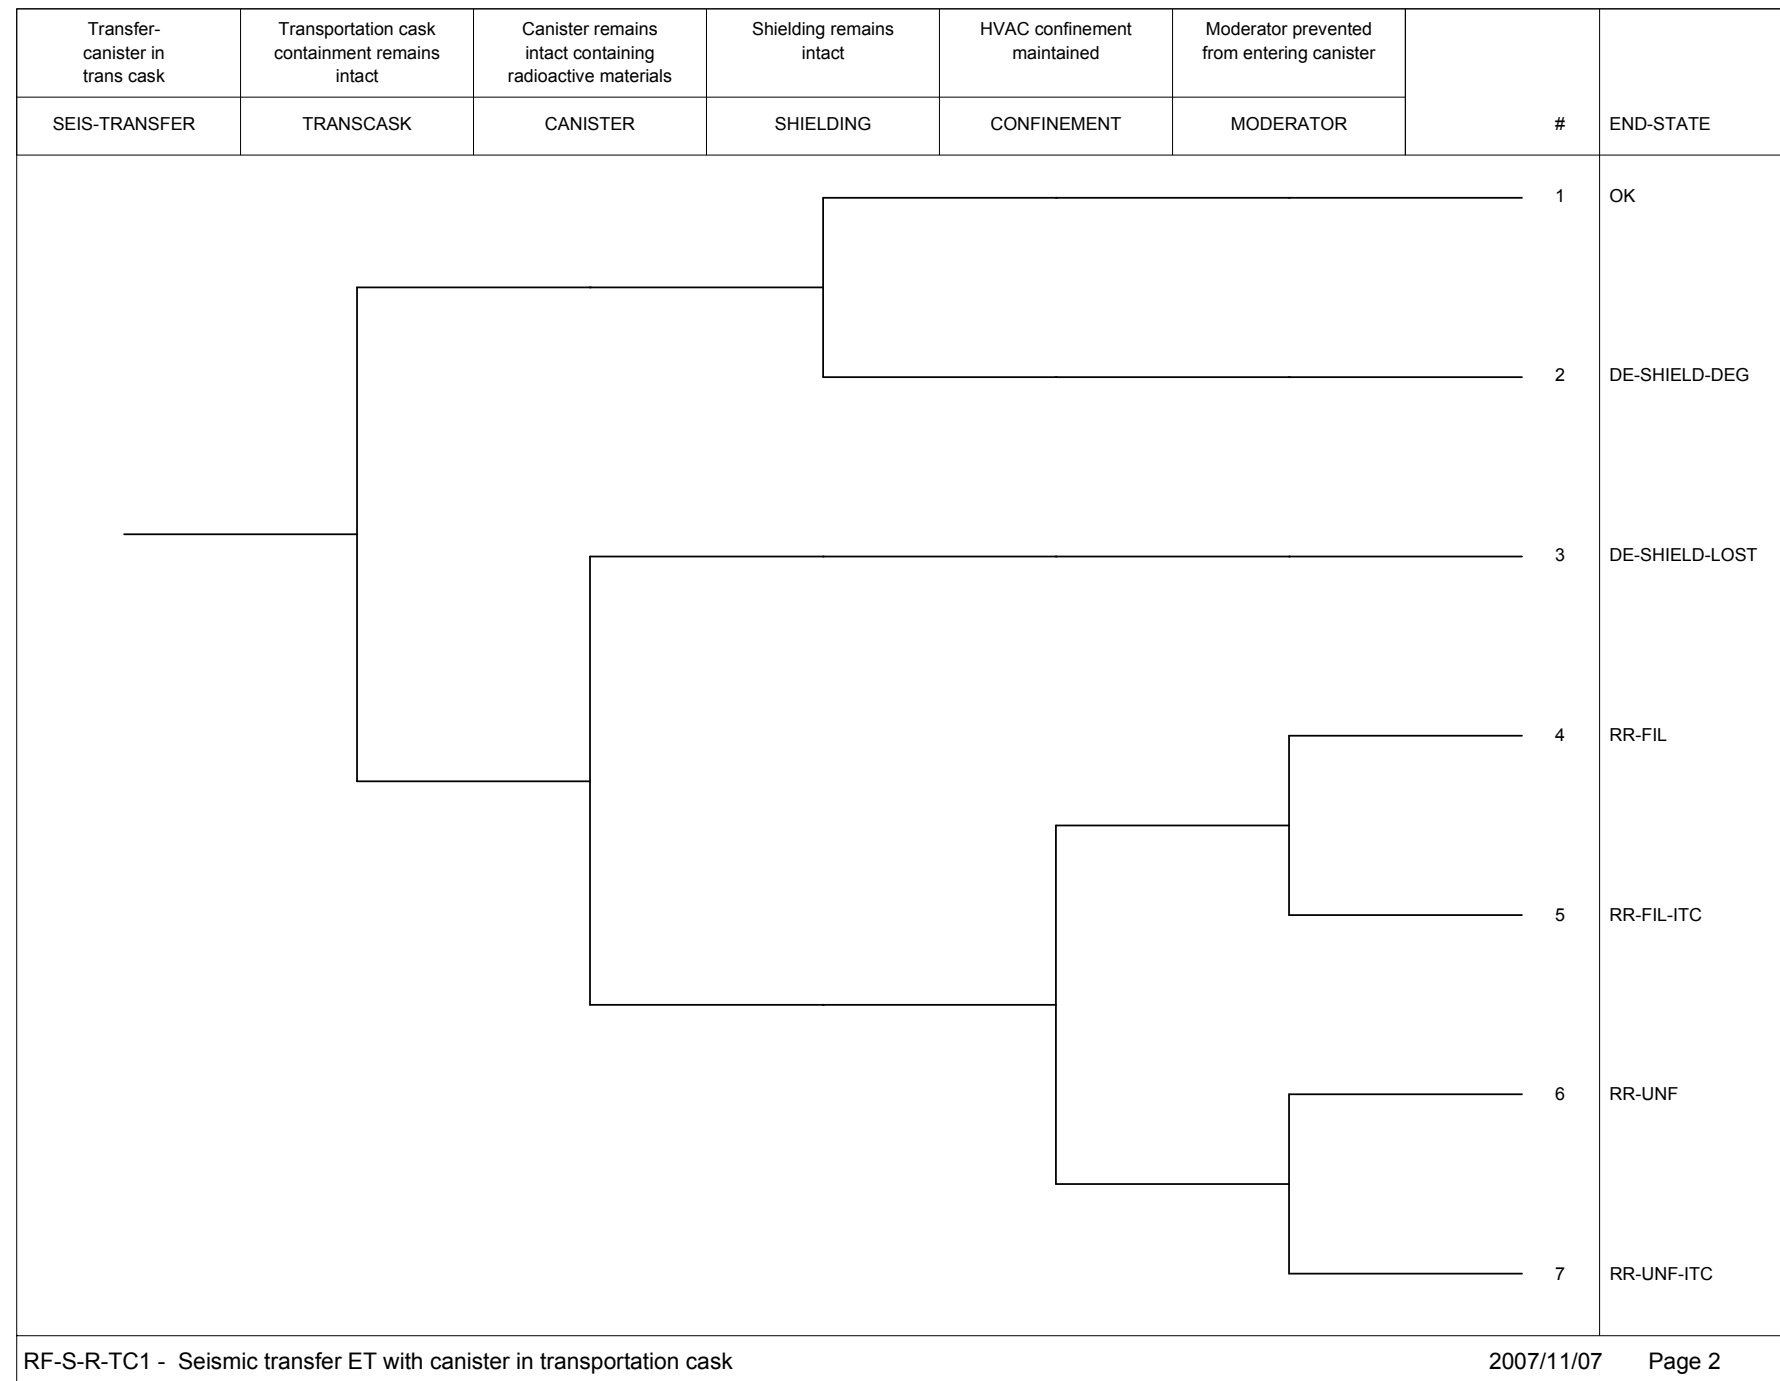 Transfer-
canister in
trans cask
Transportation cask
containment remains
intact
Canister remains
intact containing
radioactive materials
Shielding remains
intact
HVAC confinement
maintained
Moderator prevented
from entering canister
SEIS-TRANSFER
TRANSCASK
CANISTER
SHIELDING
CONFINEMENT
MODERATOR
#
END-STATE
1 OK
2 DE-SHIELD-DEG
3 DE-SHIELD-LOST
4 RR-FIL
5 RR-FIL-ITC
6 RR-UNF
7 RR-UNF-ITC
RF-S-R-TC1 - Seismic transfer ET with canister in transportation cask 2007/11/07 Page 2